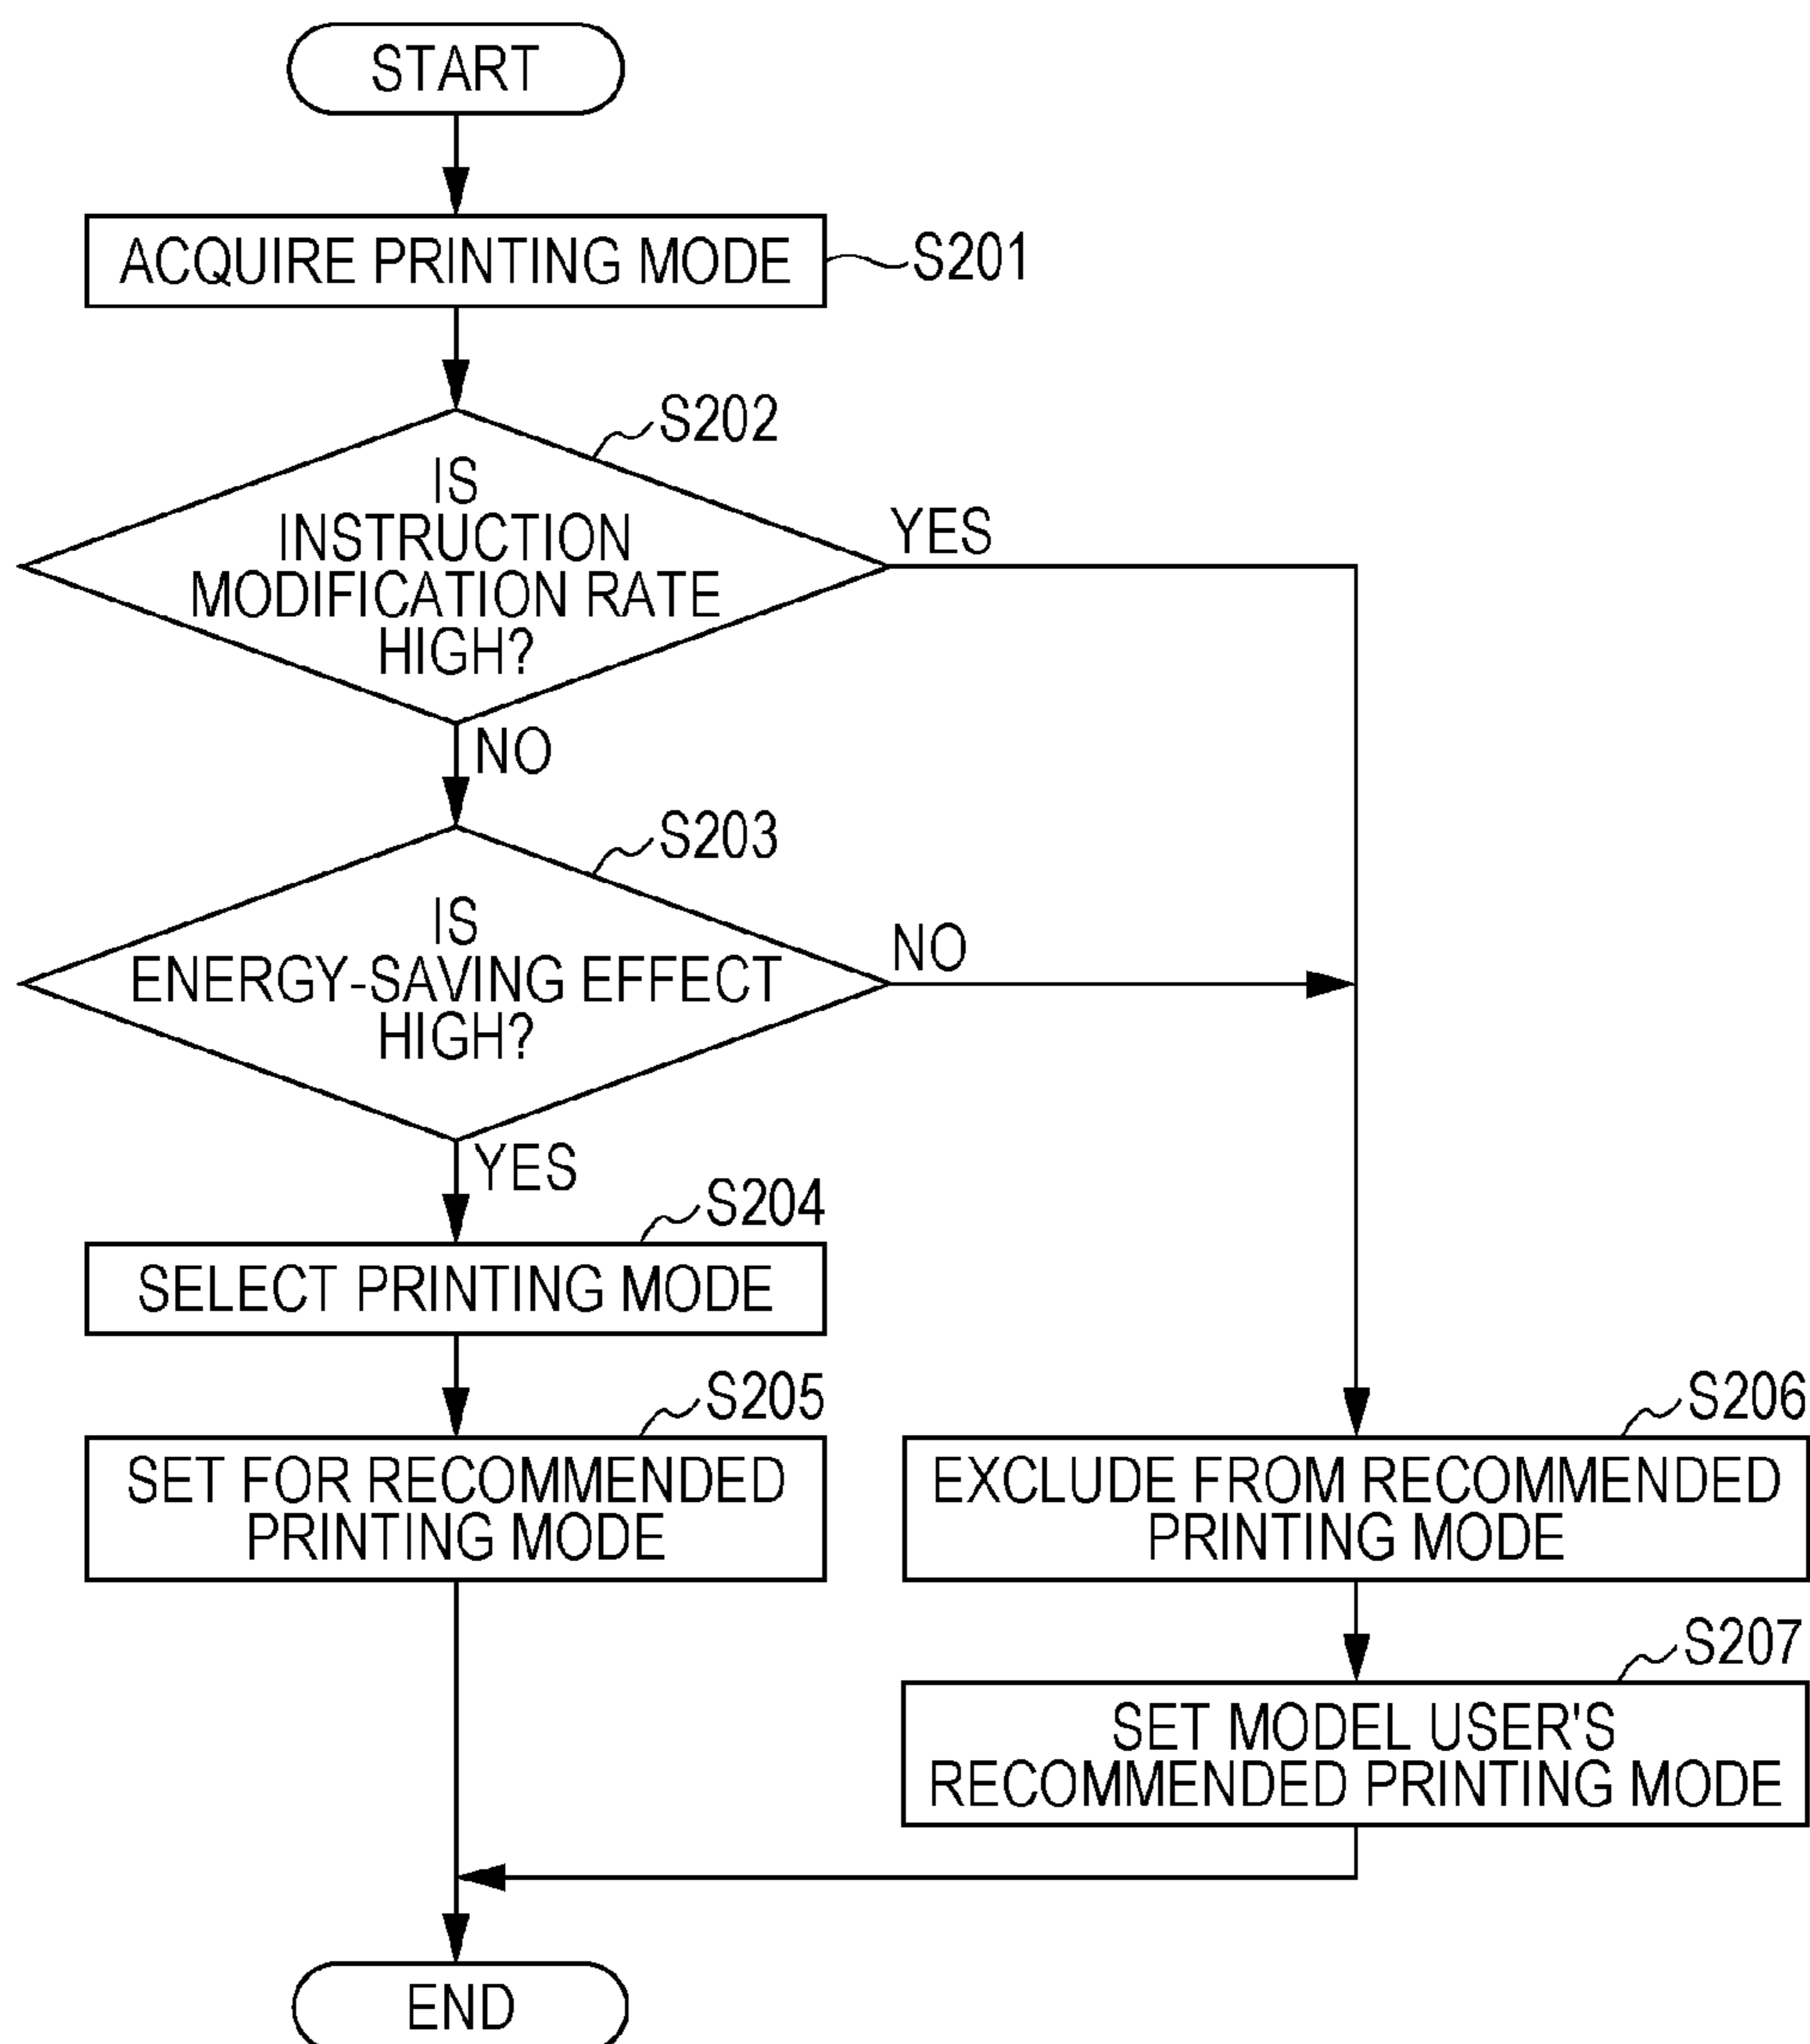 START
ACQUIRE PRINTING MODE
S201
S202
IS
INSTRUCTION
MODIFICATION RATE
HIGH?
YES
NO
S203
IS
ENERGY-SAVING EFFECT
HIGH?
NO
YES
S204
SELECT PRINTING MODE
S205
SET FOR RECOMMENDED
PRINTING MODE
S206
EXCLUDE FROM RECOMMENDED
PRINTING MODE
S207
SET MODEL USER'S
RECOMMENDED PRINTING MODE
END